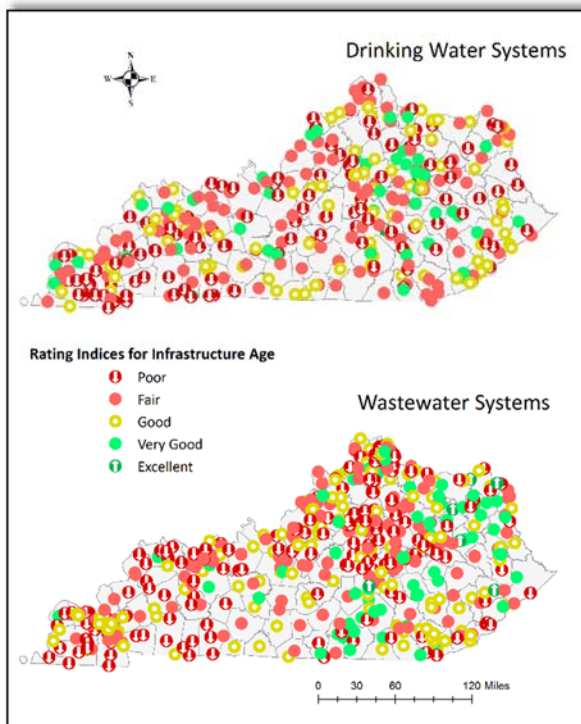 Drinking Water Systems
N
W E
S
Rating Indices for Infrastructure Age
Poor
Fair
Good
Very Good
Excellent
Wastewater Systems
0 30 60 120 Miles